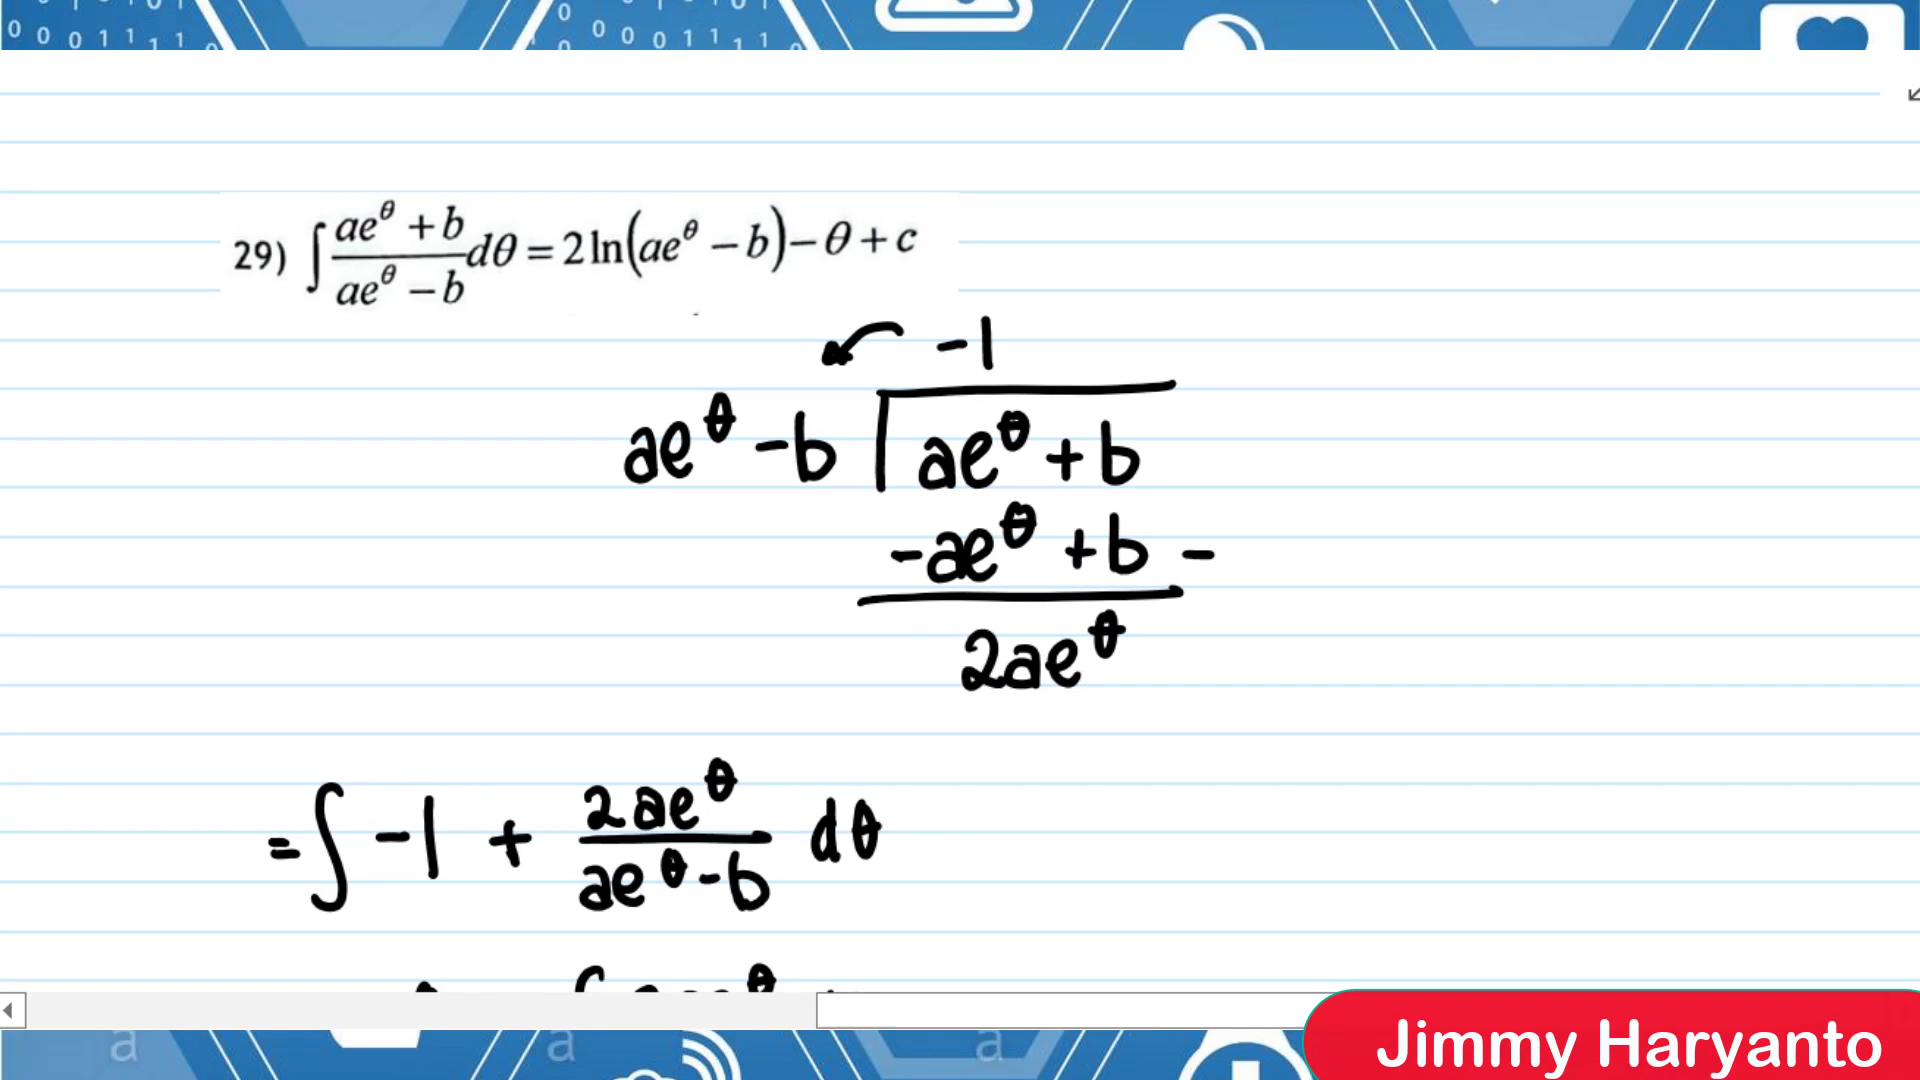 29) ∫ (ae^θ + b)/(ae^θ − b) dθ = 2 ln(ae^θ − b) − θ + c
-1
ae^θ - b | ae^θ + b
-ae^θ + b -
2ae^θ
= ∫ -1 + (2ae^θ)/(ae^θ - b) dθ
Jimmy Haryanto